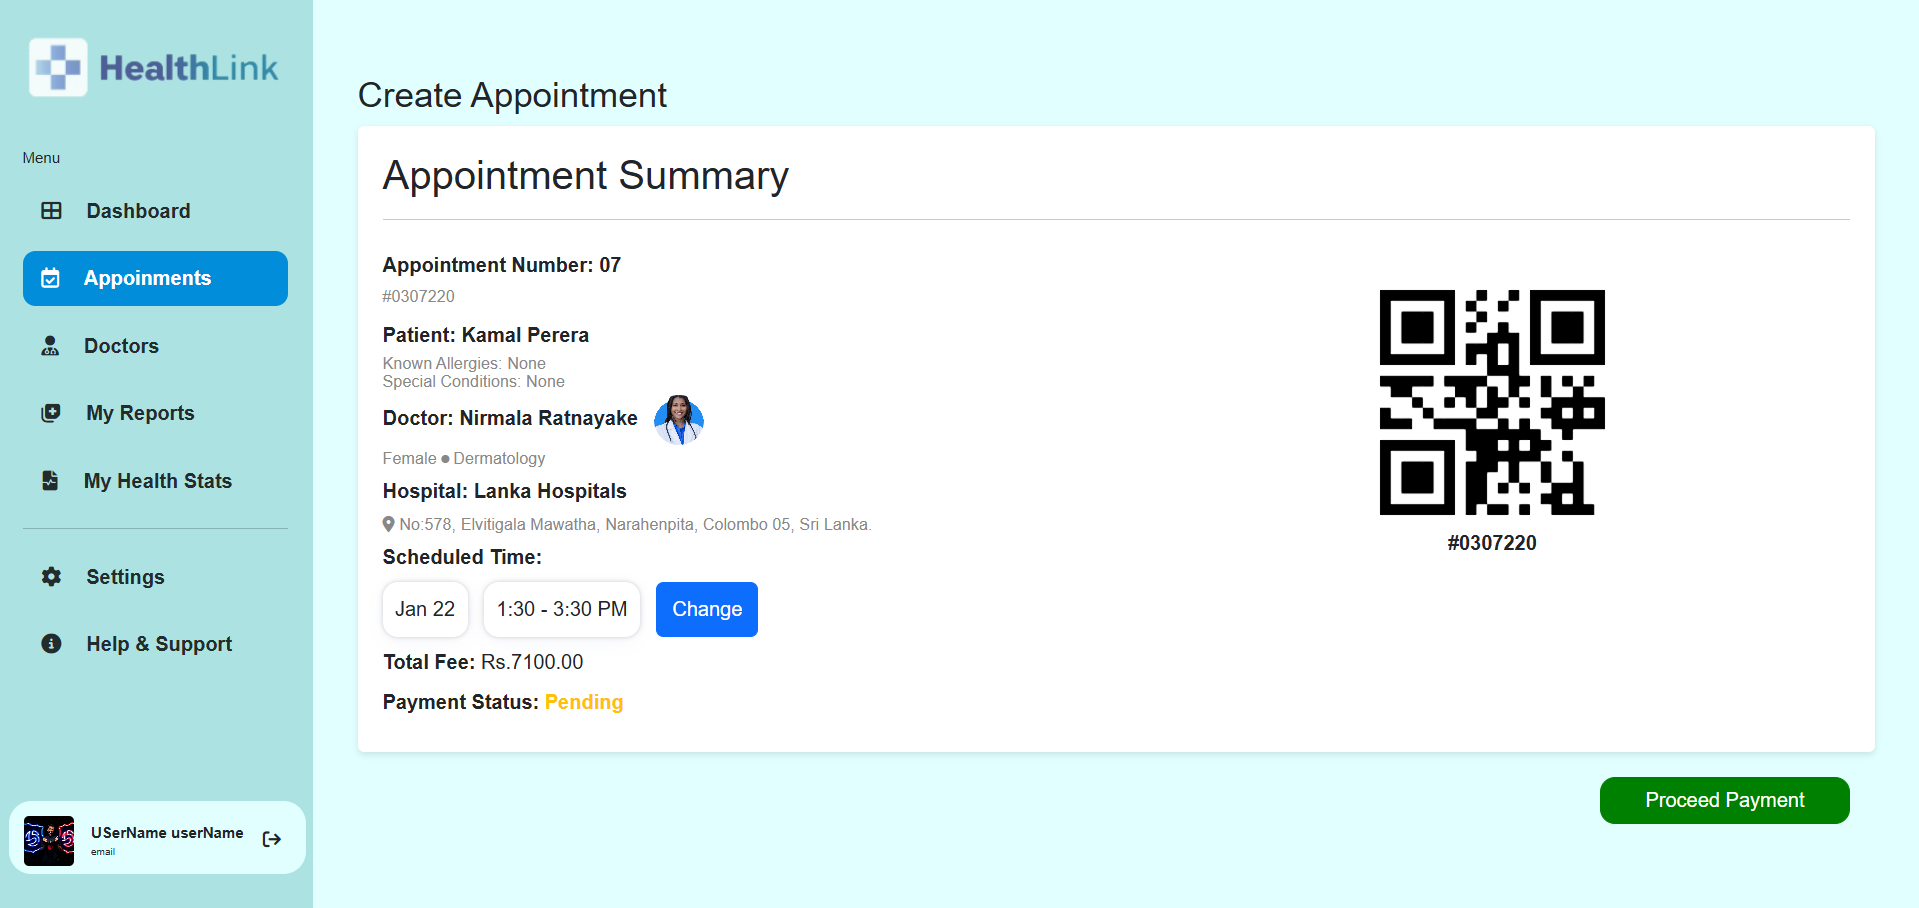 HealthLink
Menu
Dashboard
Appoinments
Doctors
My Reports
My Health Stats
Settings
Help & Support
USerName userName
email
Create Appointment
Appointment Summary
Appointment Number: 07
#0307220
Patient: Kamal Perera
Known Allergies: None
Special Conditions: None
Doctor: Nirmala Ratnayake
Female ● Dermatology
Hospital: Lanka Hospitals
No:578, Elvitigala Mawatha, Narahenpita, Colombo 05, Sri Lanka.
Scheduled Time:
Jan 22 1:30 - 3:30 PM Change
Total Fee: Rs.7100.00
Payment Status: Pending
#0307220
Proceed Payment